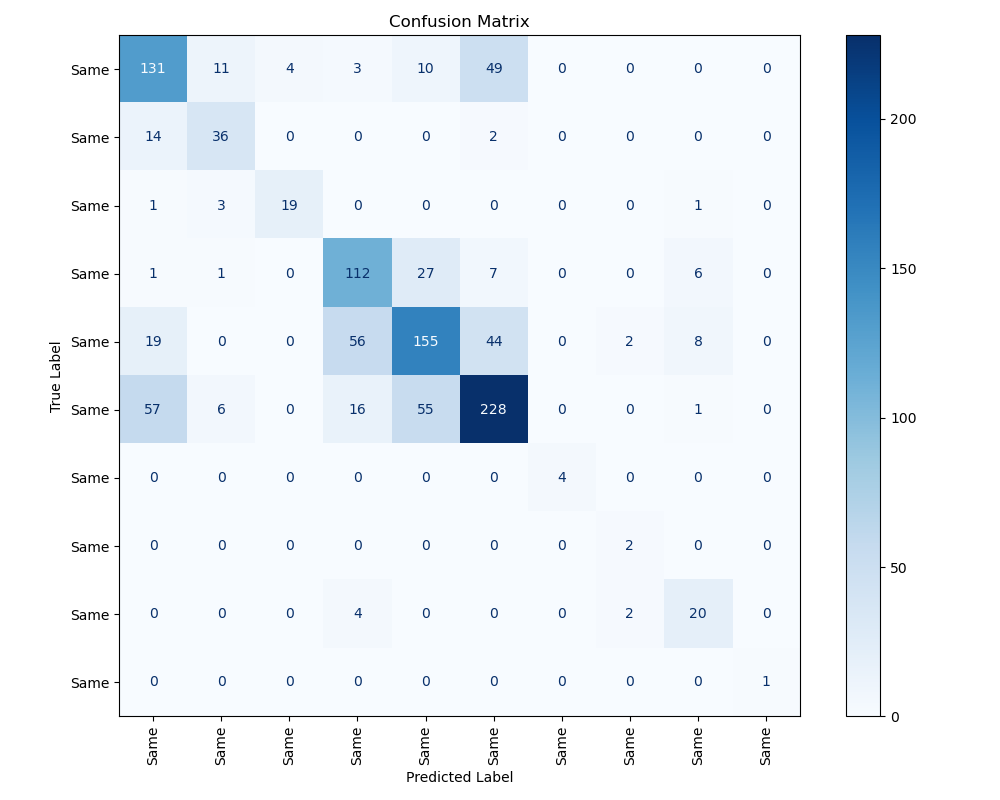 Confusion Matrix
Same 131 11 4 3 10 49 0 0 0 0
Same 14 36 0 0 0 2 0 0 0 0
Same 1 3 19 0 0 0 0 0 1 0
Same 1 1 0 112 27 7 0 0 6 0
Same 19 0 0 56 155 44 0 2 8 0
Same 57 6 0 16 55 228 0 0 1 0
Same 0 0 0 0 0 0 4 0 0 0
Same 0 0 0 0 0 0 0 2 0 0
Same 0 0 0 4 0 0 0 2 20 0
Same 0 0 0 0 0 0 0 0 0 1
True Label
Same Same Same Same Same Same Same Same Same Same
Predicted Label
200
150
100
50
0